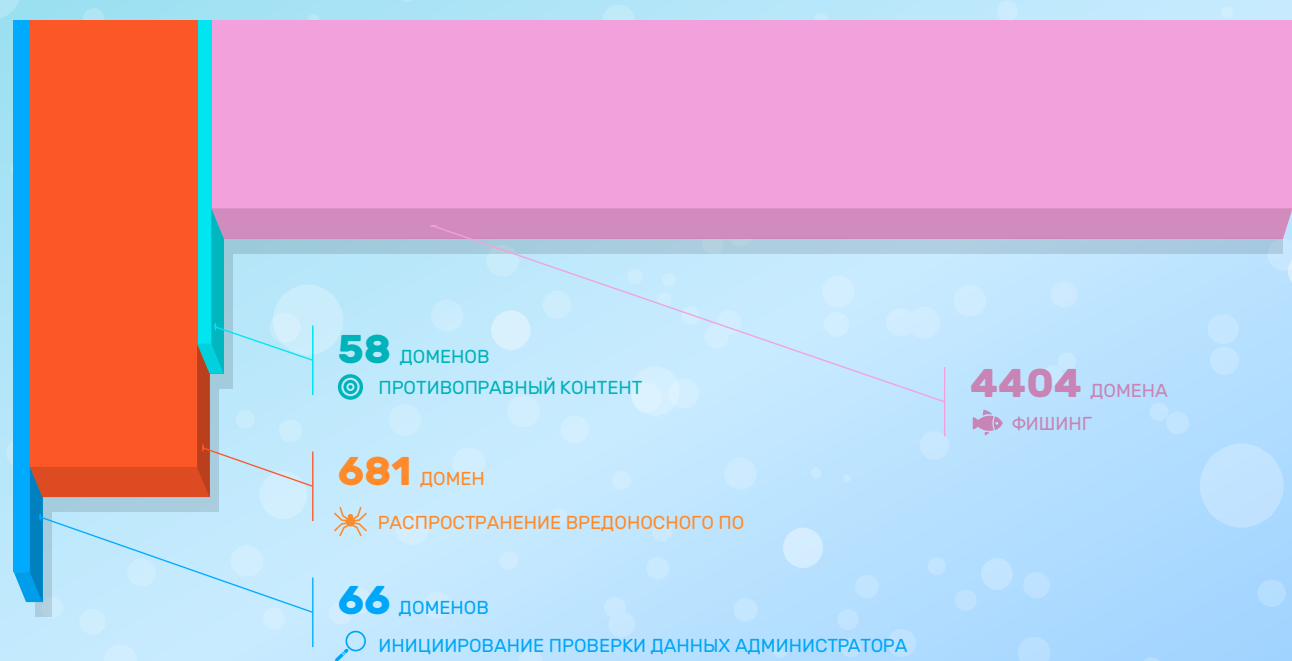 58 ДОМЕНОВ
ПРОТИВОПРАВНЫЙ КОНТЕНТ
4404 ДОМЕНА
ФИШИНГ
681 ДОМЕН
РАСПРОСТРАНЕНИЕ ВРЕДОНОСНОГО ПО
66 ДОМЕНОВ
ИНИЦИИРОВАНИЕ ПРОВЕРКИ ДАННЫХ АДМИНИСТРАТОРА